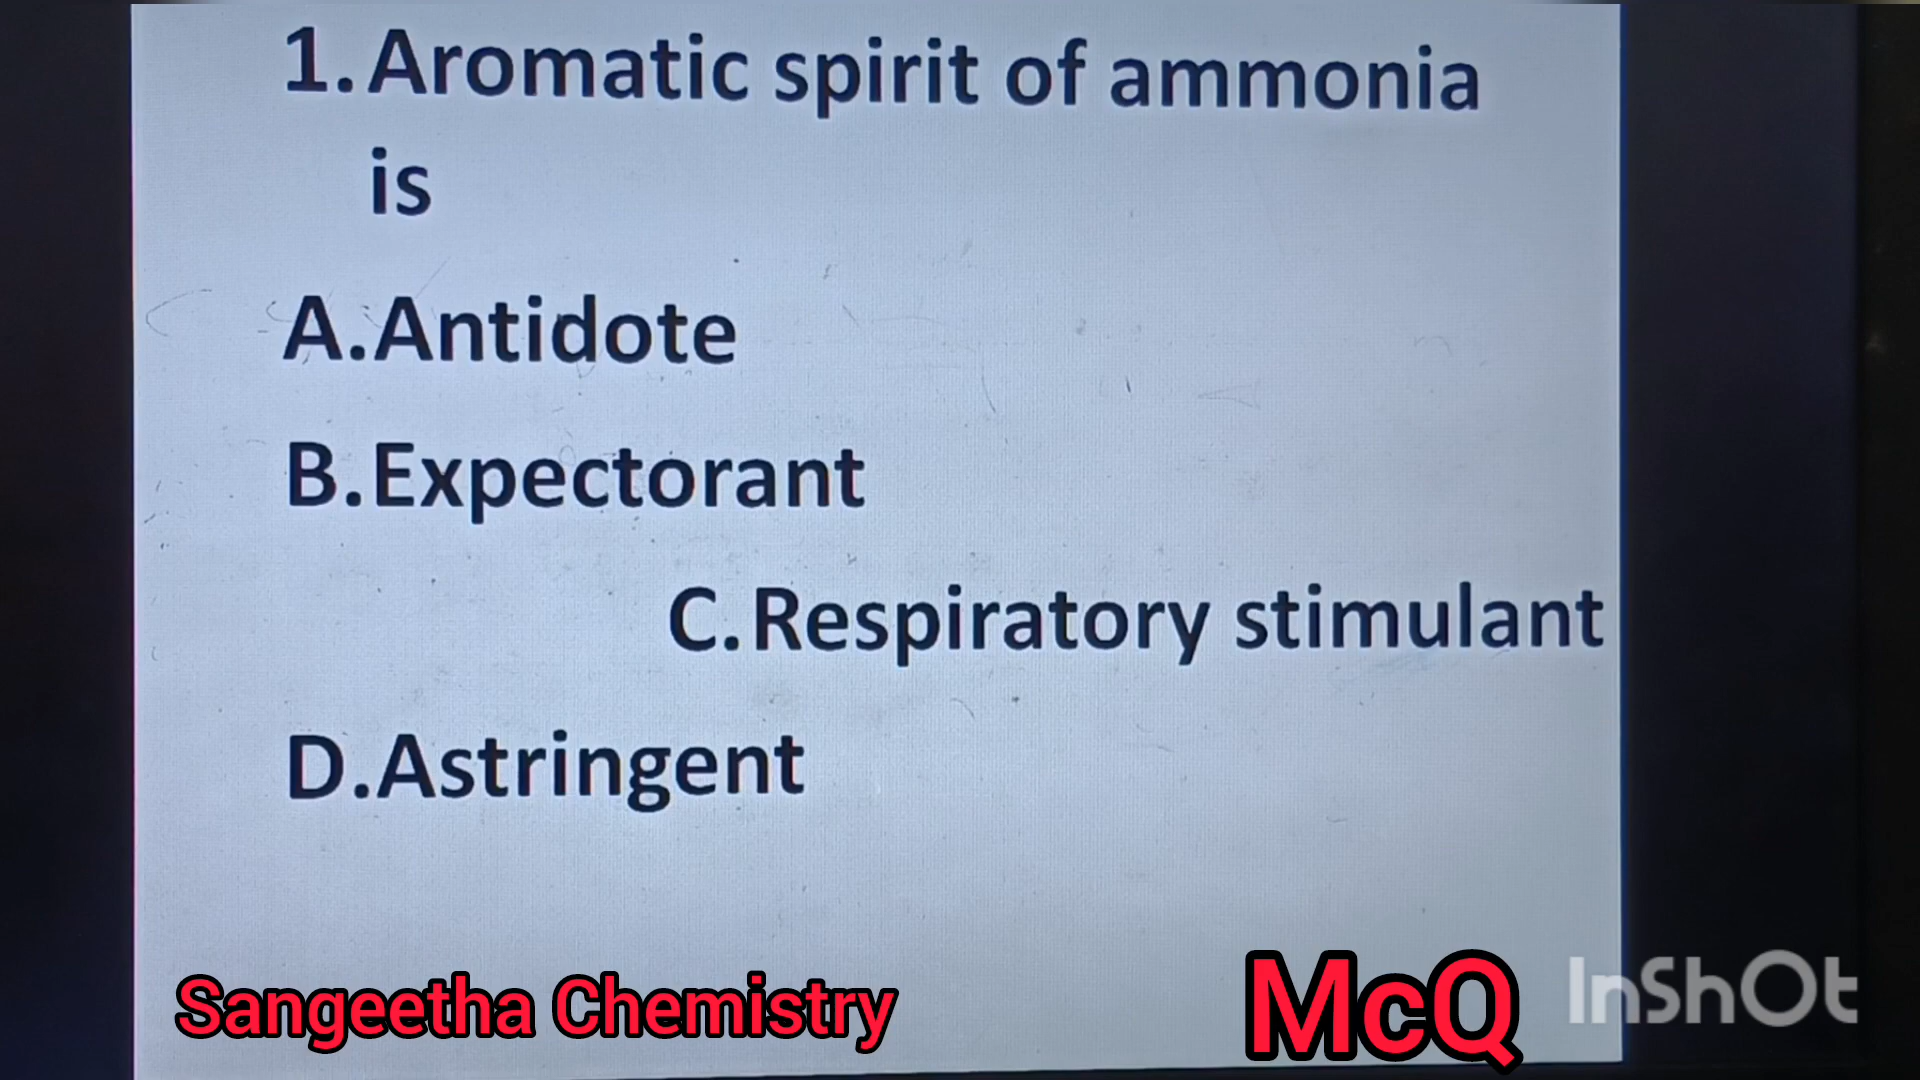 1.Aromatic spirit of ammonia
is
A.Antidote
B.Expectorant
C.Respiratory stimulant
D.Astringent
Sangeetha Chemistry
McQ
InShOt